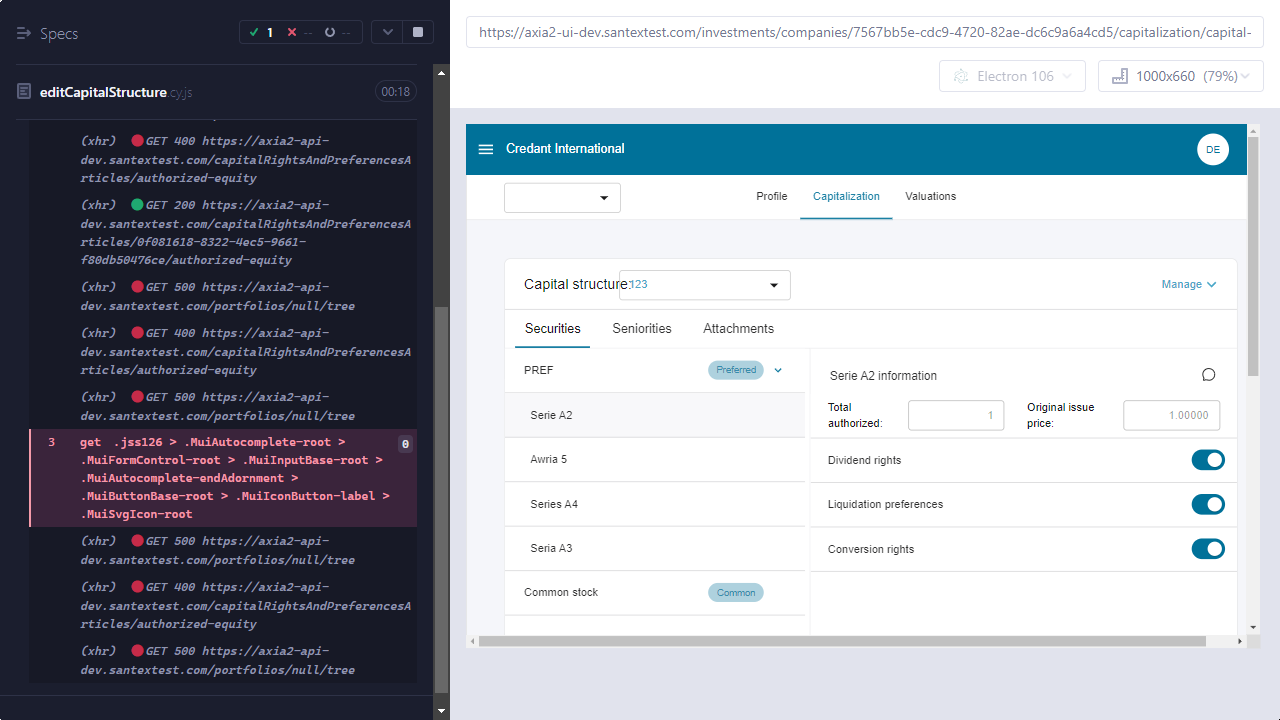 Specs
1
--
--
editCapitalStructure.cy.js
00:18
(xhr) GET 400 https://axia2-api-
dev.santextest.com/capitalRightsAndPreferencesA
rticles/authorized-equity
(xhr) GET 200 https://axia2-api-
dev.santextest.com/capitalRightsAndPreferencesA
rticles/0f081618-8322-4ec5-9661-
f80db50476ce/authorized-equity
(xhr) GET 500 https://axia2-api-
dev.santextest.com/portfolios/null/tree
(xhr) GET 400 https://axia2-api-
dev.santextest.com/capitalRightsAndPreferencesA
rticles/authorized-equity
(xhr) GET 500 https://axia2-api-
dev.santextest.com/portfolios/null/tree
3 get .jss126 > .MuiAutocomplete-root > 0
.MuiFormControl-root > .MuiInputBase-root >
.MuiAutocomplete-endAdornment >
.MuiButtonBase-root > .MuiIconButton-label >
.MuiSvgIcon-root
(xhr) GET 500 https://axia2-api-
dev.santextest.com/portfolios/null/tree
(xhr) GET 400 https://axia2-api-
dev.santextest.com/capitalRightsAndPreferencesA
rticles/authorized-equity
(xhr) GET 500 https://axia2-api-
dev.santextest.com/portfolios/null/tree
https://axia2-ui-dev.santextest.com/investments/companies/7567bb5e-cdc9-4720-82ae-dc6c9a6a4cd5/capitalization/capital-
Electron 106
1000x660 (79%)
Credant International
DE
Profile
Capitalization
Valuations
Capital structure:
123
Manage
Securities
Seniorities
Attachments
PREF
Preferred
Serie A2
Awria 5
Series A4
Seria A3
Common stock
Common
Serie A2 information
Total
authorized:
1
Original issue
price:
1.00000
Dividend rights
Liquidation preferences
Conversion rights